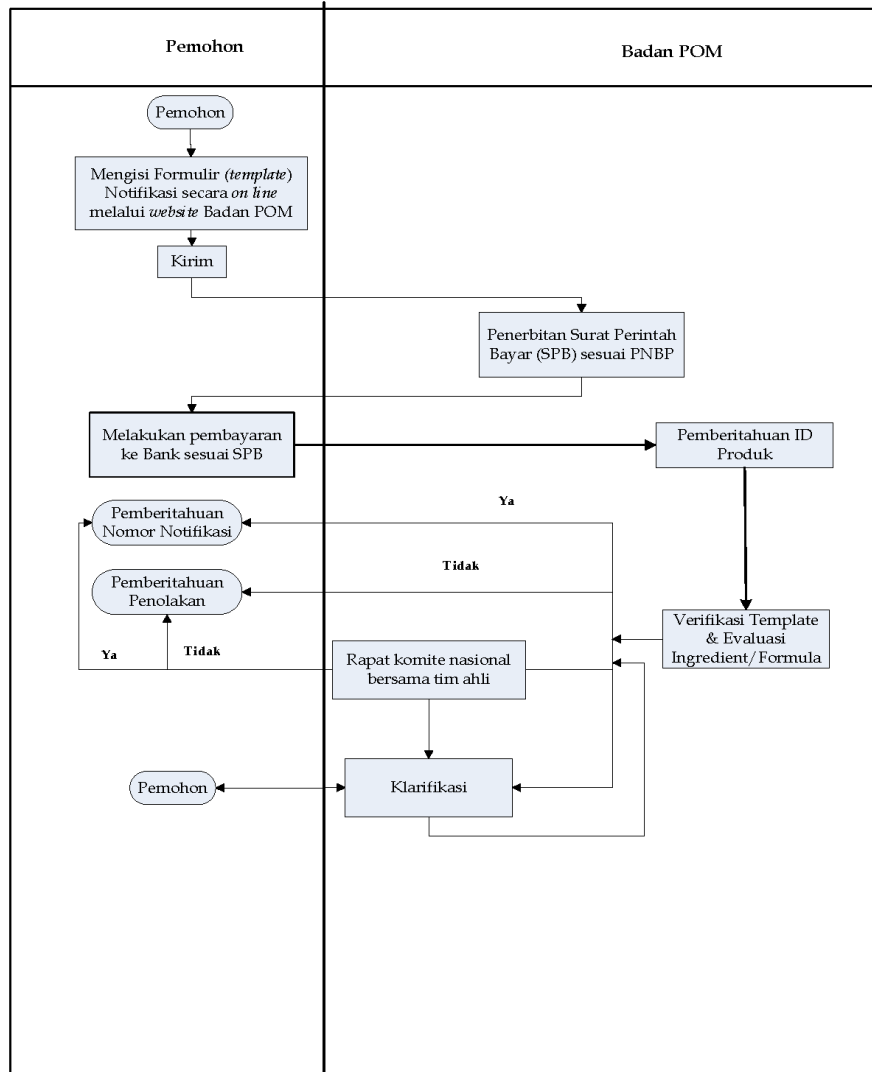 Pemohon
Badan POM
Pemohon
Mengisi Formulir (template)
Notifikasi secara on line
melalui website Badan POM
Kirim
Penerbitan Surat Perintah
Bayar (SPB) sesuai PNBP
Melakukan pembayaran
ke Bank sesuai SPB
Pemberitahuan ID
Produk
Ya
Pemberitahuan
Nomor Notifikasi
Tidak
Pemberitahuan
Penolakan
Verifikasi Template
& Evaluasi
Ingredient/Formula
Ya
Tidak
Rapat komite nasional
bersama tim ahli
Pemohon
Klarifikasi